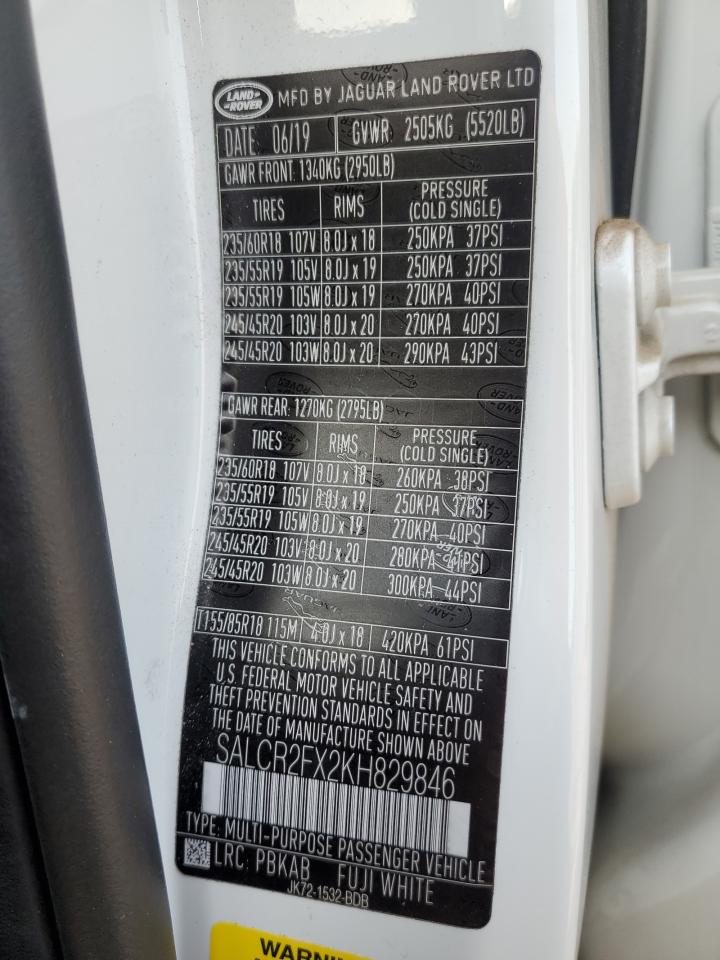 LAND ROVER MFD BY JAGUAR LAND ROVER LTD
DATE: 06/19 GVWR 2505KG (5520LB)
GAWR FRONT: 1340KG (2950LB)
TIRES RIMS PRESSURE (COLD SINGLE)
235/60R18 107V 8.0J x 18 250KPA 37PSI
235/55R19 105V 8.0J x 19 250KPA 37PSI
235/55R19 105W 8.0J x 19 270KPA 40PSI
245/45R20 103V 8.0J x 20 270KPA 40PSI
245/45R20 103W 8.0J x 20 290KPA 43PSI
GAWR REAR: 1270KG (2795LB)
TIRES RIMS PRESSURE (COLD SINGLE)
235/60R18 107V 8.0J x 18 260KPA 38PSI
235/55R19 105V 8.0J x 19 250KPA 37PSI
235/55R19 105W 8.0J x 19 270KPA 40PSI
245/45R20 103V 8.0J x 20 280KPA 41PSI
245/45R20 103W 8.0J x 20 300KPA 44PSI
T155/85R18 115M 4.0J x 18 420KPA 61PSI
THIS VEHICLE CONFORMS TO ALL APPLICABLE
U.S. FEDERAL MOTOR VEHICLE SAFETY AND
THEFT PREVENTION STANDARDS IN EFFECT ON
THE DATE OF MANUFACTURE SHOWN ABOVE
SALCR2FX2KH829846
TYPE: MULTI-PURPOSE PASSENGER VEHICLE
LRC: PBKAB FUJI WHITE
JK72-1532-BDB
WARNING